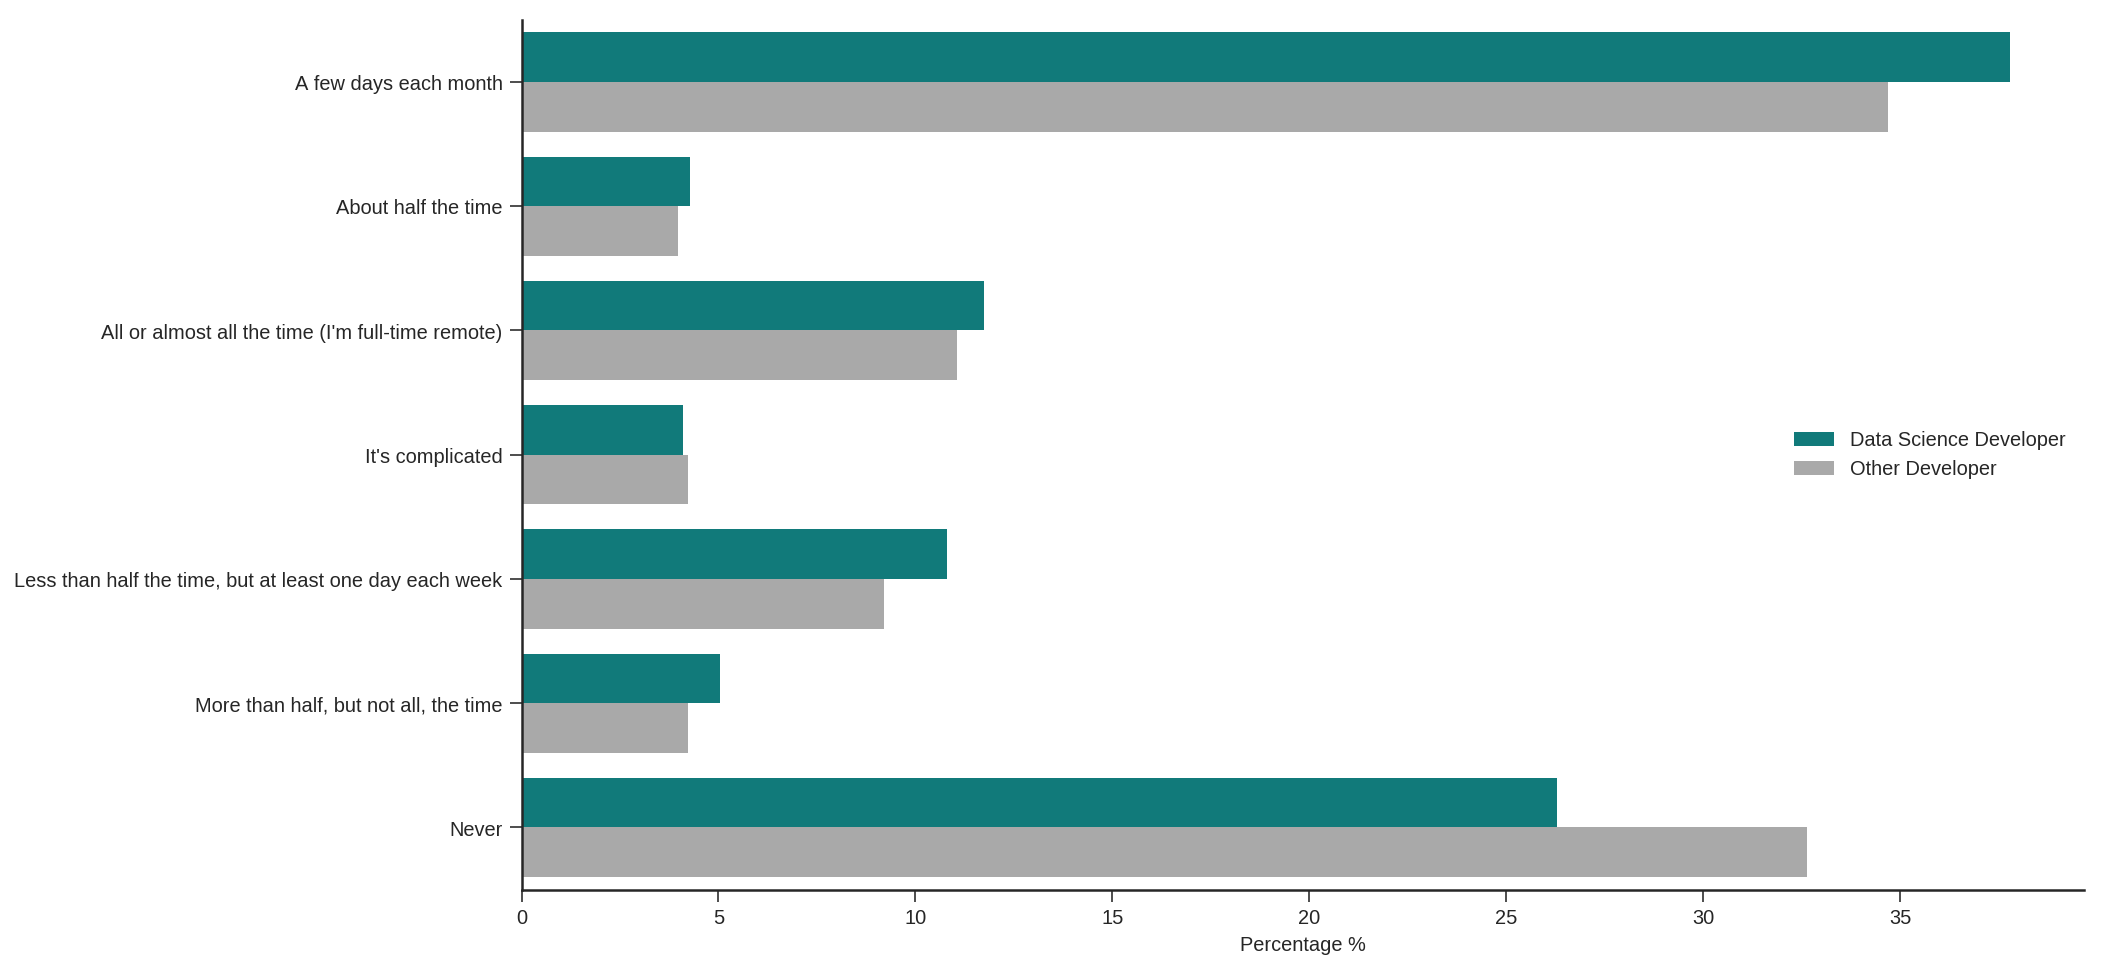 A few days each month
About half the time
All or almost all the time (I'm full-time remote)
It's complicated
Less than half the time, but at least one day each week
More than half, but not all, the time
Never
Data Science Developer
Other Developer
0 5 10 15 20 25 30 35
Percentage %